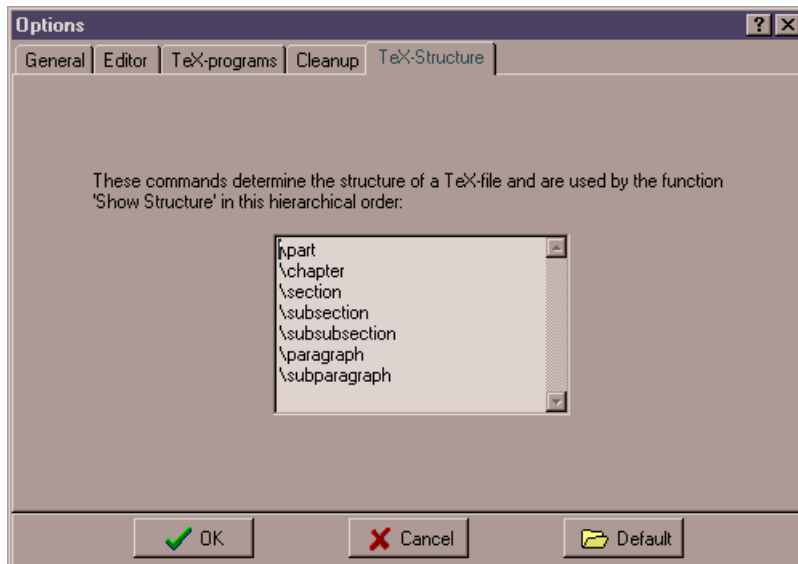 Options
General
Editor
TeX-programs
Cleanup
TeX-Structure
These commands determine the structure of a TeX-file and are used by the function
'Show Structure' in this hierarchical order:
\part
\chapter
\section
\subsection
\subsubsection
\paragraph
\subparagraph
OK
Cancel
Default